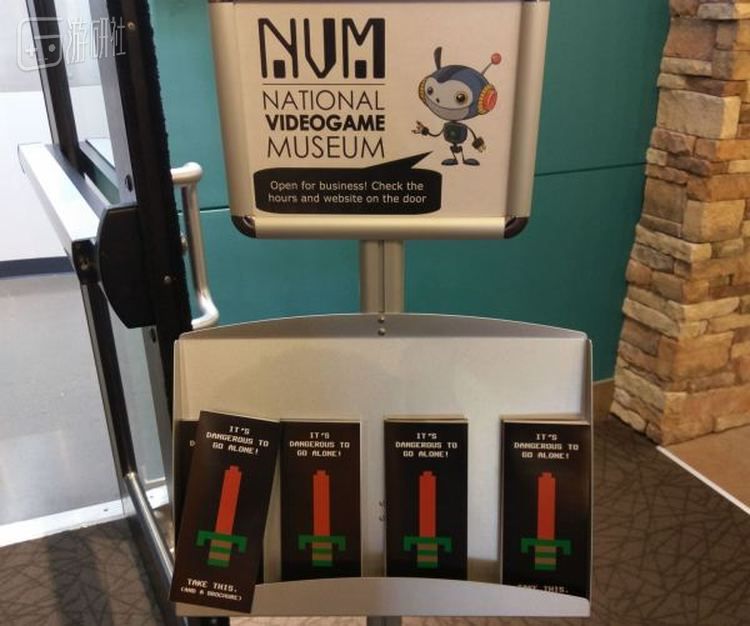 游研社
NVM
NATIONAL
VIDEOGAME
MUSEUM
Open for business! Check the
hours and website on the door
D
IT'S
DANGEROUS TO
GO ALONE!
TAKE THIS.
(AND A BROCHURE)
IT'S
DANGEROUS TO
GO ALONE!
IT'S
DANGEROUS TO
GO ALONE!
IT'S
DANGEROUS TO
GO ALONE!
TAKE THIS.